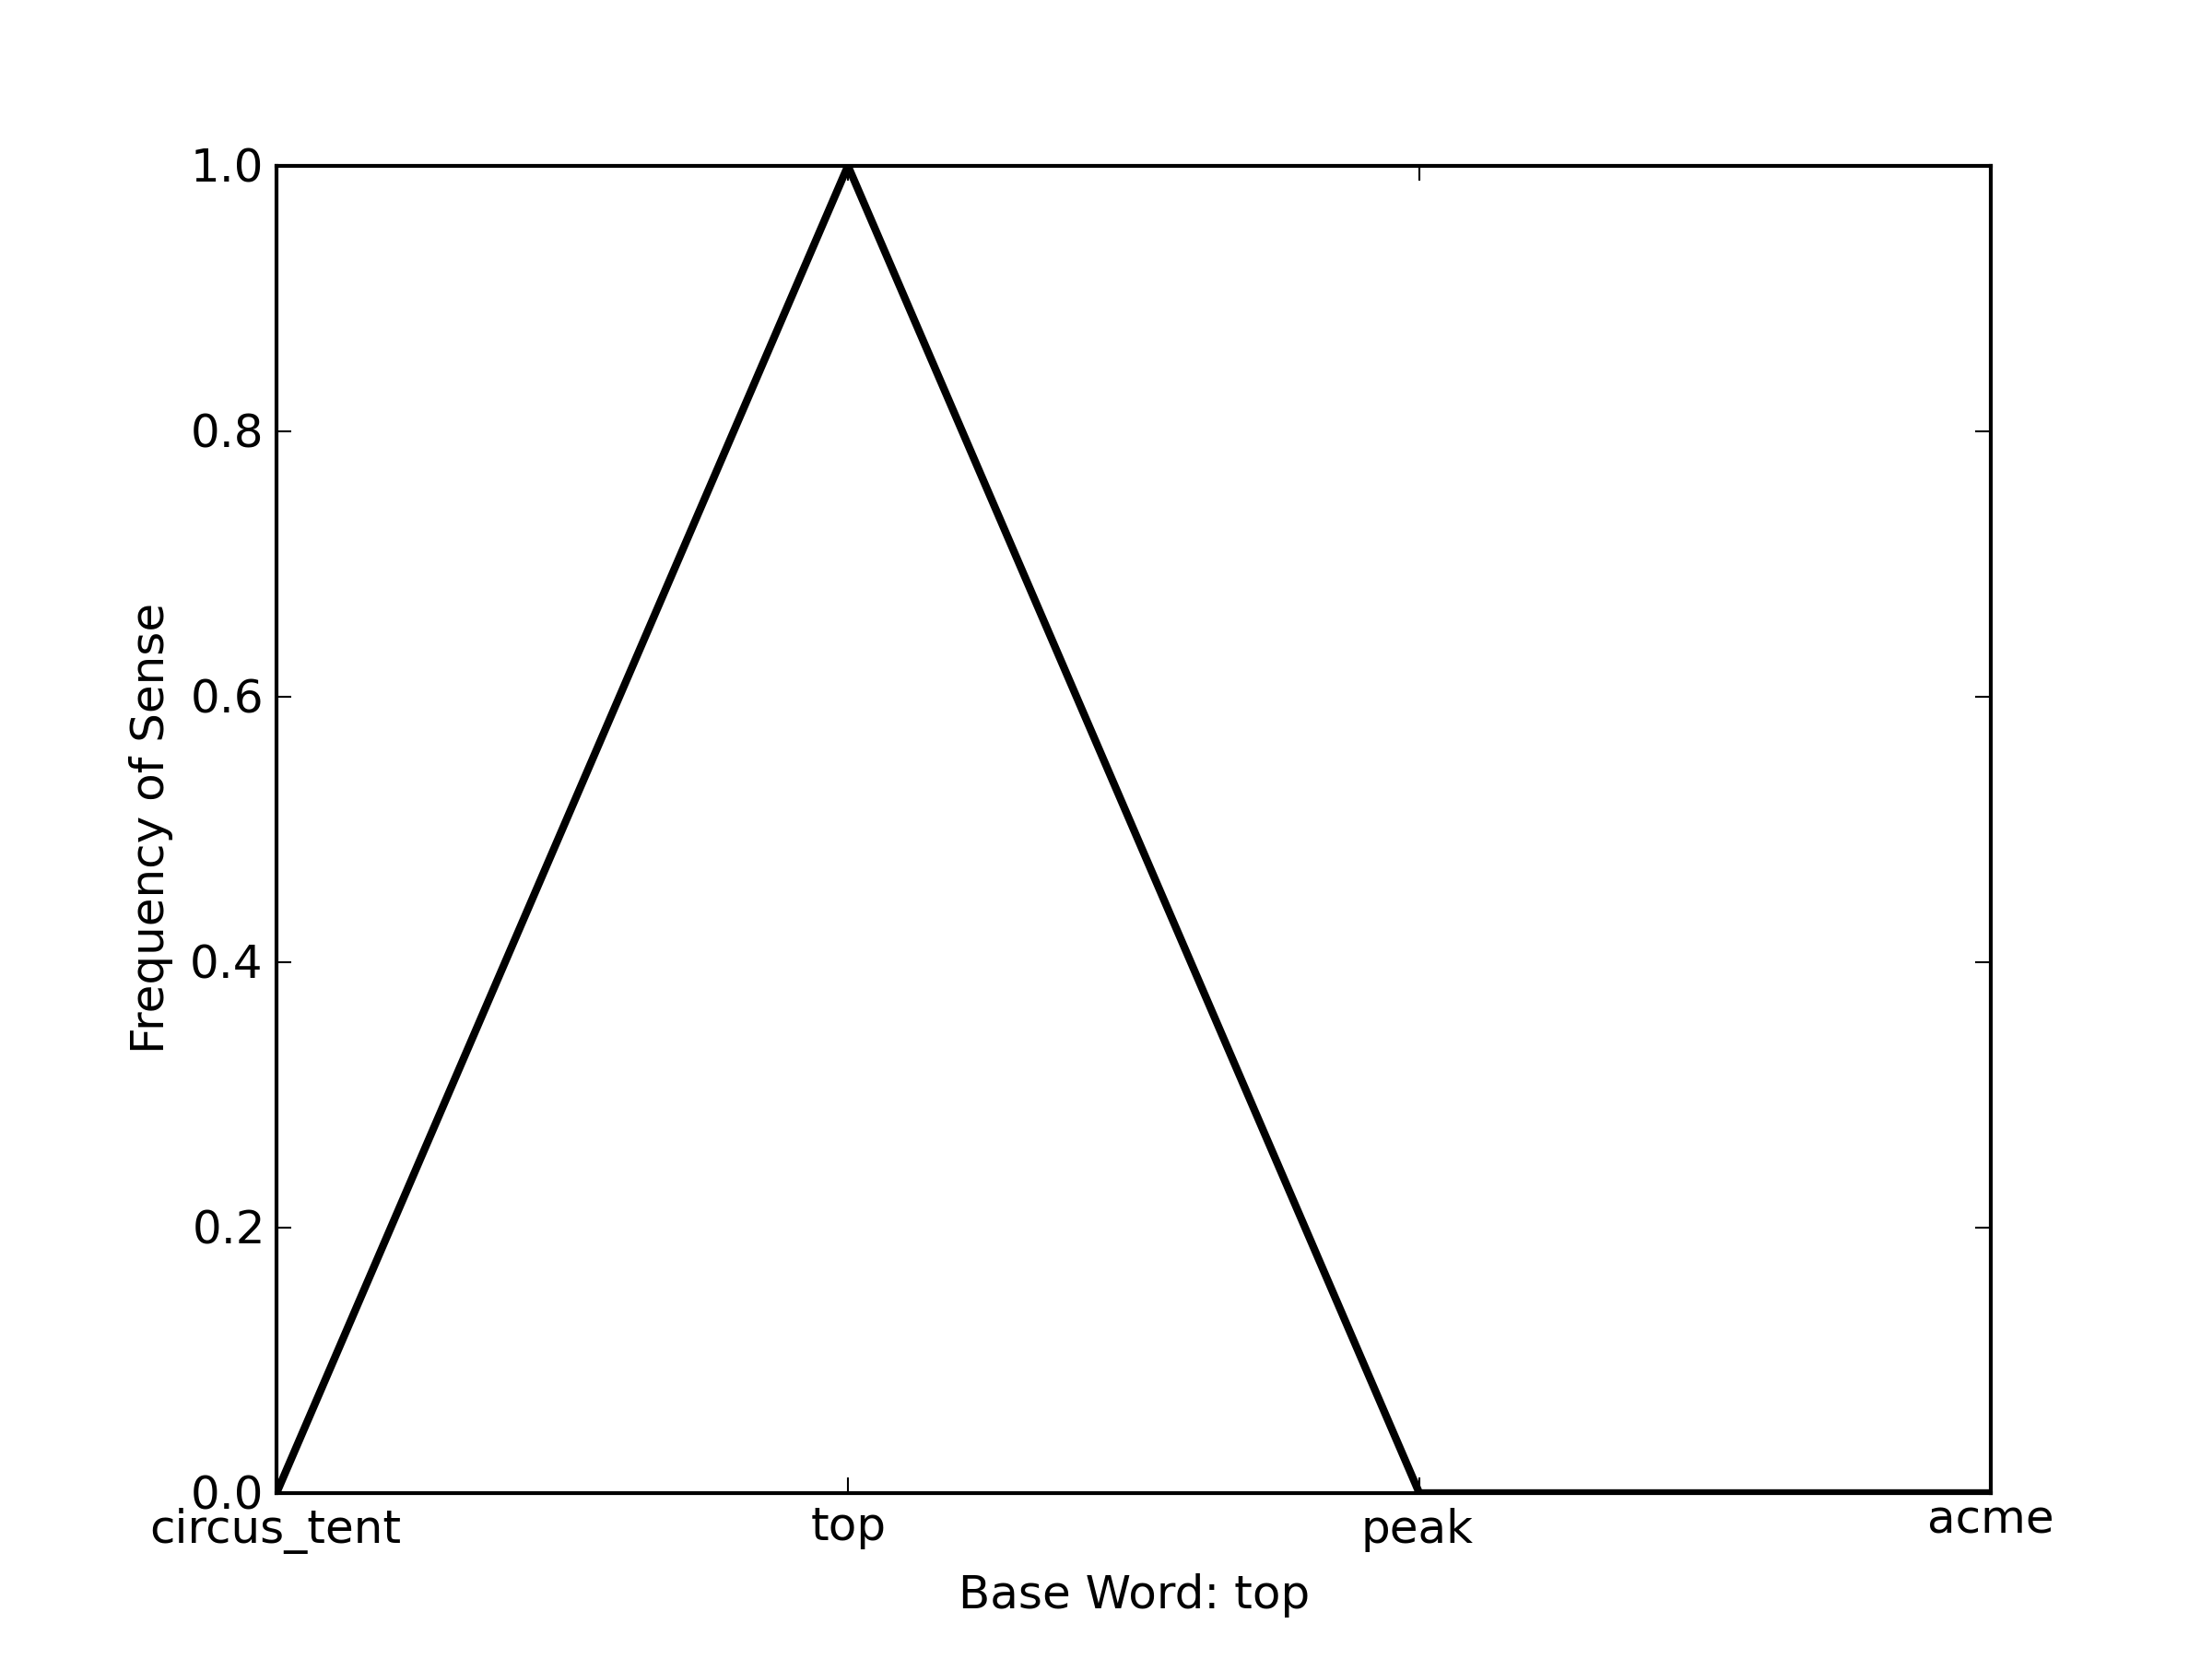 1.0
0.8
0.6
0.4
0.2
0.0
Frequency of Sense
circus_tent
top
peak
acme
Base Word: top